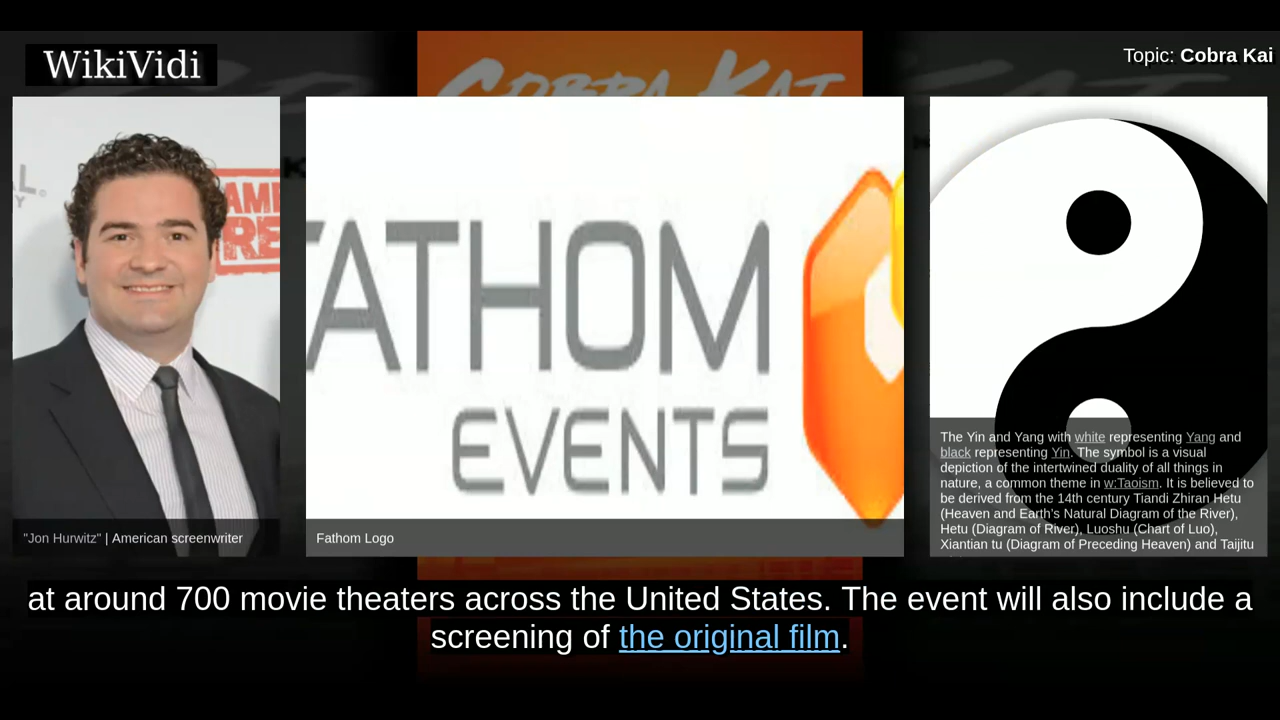 WikiVidi
Topic: Cobra Kai
COBRA KAI
FATHOM
EVENTS
"Jon Hurwitz" | American screenwriter
Fathom Logo
The Yin and Yang with white representing Yang and
black representing Yin. The symbol is a visual
depiction of the intertwined duality of all things in
nature, a common theme in w:Taoism. It is believed to
be derived from the 14th century Tiandi Zhiran Hetu
(Heaven and Earth's Natural Diagram of the River),
Hetu (Diagram of River), Luoshu (Chart of Luo),
Xiantian tu (Diagram of Preceding Heaven) and Taijitu
at around 700 movie theaters across the United States. The event will also include a
screening of the original film.